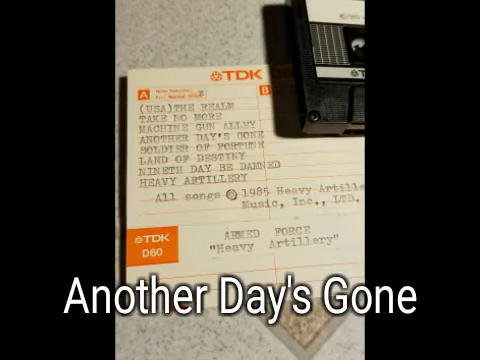 TDK
A
Noise Reduction
B
(USA)THE REALM
TAKE NO MORE
MACHINE GUN ALLEY
ANOTHER DAY'S GONE
SOLDIER OF FORTUNE
LAND OF DESTINY
NINETH DAY BE DAMNED
HEAVY ARTILLERY
All songs © 1985 Heavy Artille
Music, Inc., LTD.
TDK
D60
ARMED FORCE
"Heavy Artillery"
Another Day's Gone